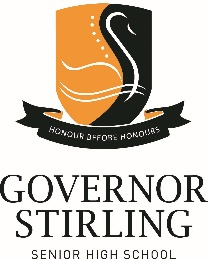 HONOUR BEFORE HONOURS
GOVERNOR
STIRLING
SENIOR HIGH SCHOOL